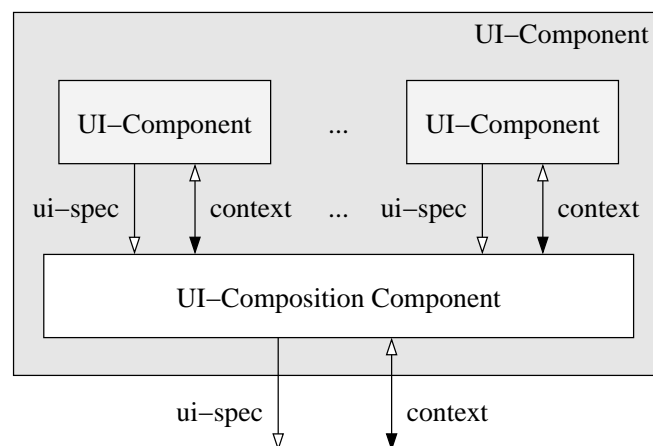 UI–Component
UI–Component ... UI–Component
ui–spec context ... ui–spec context
UI–Composition Component
ui–spec context